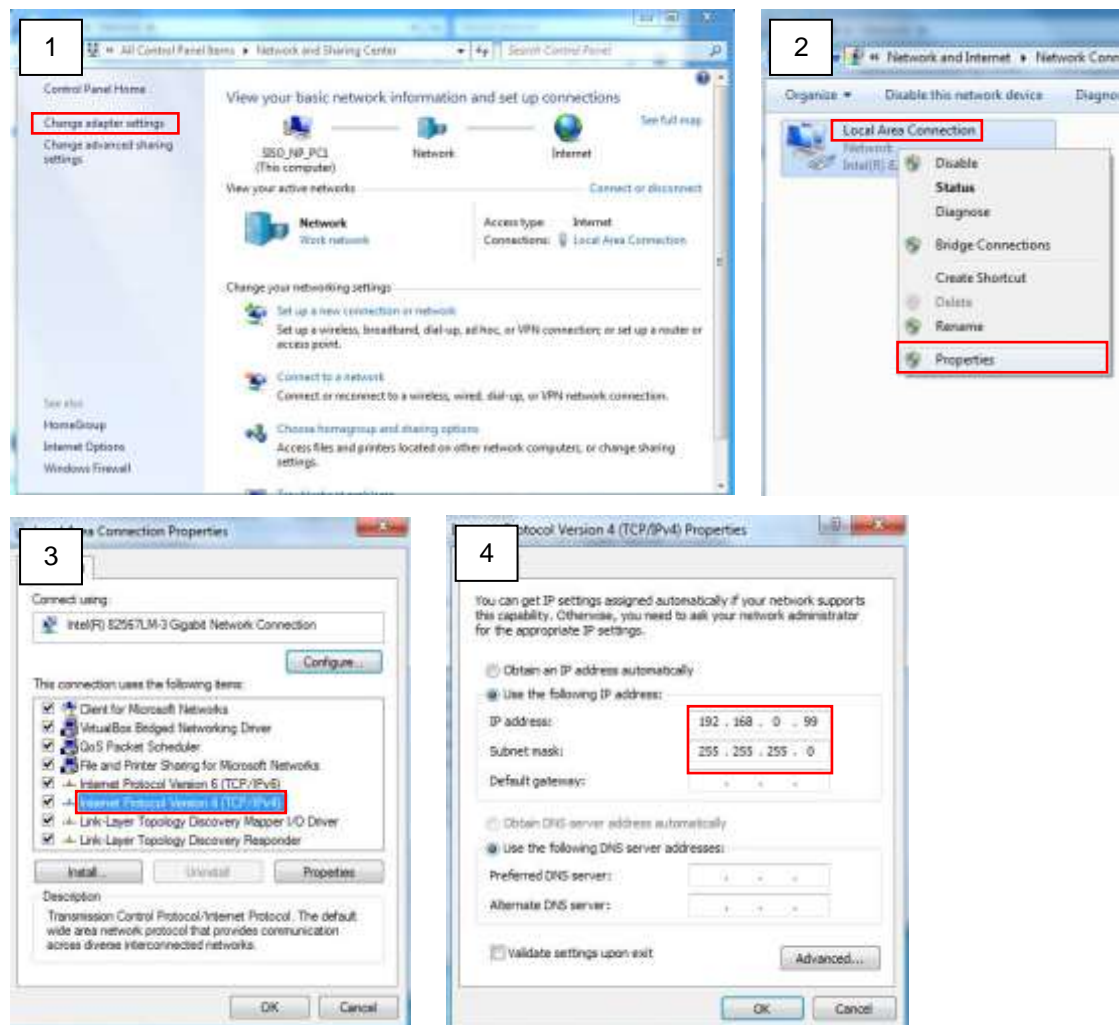 1
« All Control Panel Items ▸ Network and Sharing Center
Search Control Panel
Control Panel Home
Change adapter settings
Change advanced sharing
settings
See also
HomeGroup
Internet Options
Windows Firewall
View your basic network information and set up connections
See full map
SISO_NP_PC1
(This computer)
Network
Internet
View your active networks
Connect or disconnect
Network
Work network
Access type: Internet
Connections: Local Area Connection
Change your networking settings
Set up a new connection or network
Set up a wireless, broadband, dial-up, ad hoc, or VPN connection; or set up a router or
access point.
Connect to a network
Connect or reconnect to a wireless, wired, dial-up, or VPN network connection.
Choose homegroup and sharing options
Access files and printers located on other network computers, or change sharing
settings.
2
« Network and Internet ▸ Network Conn
Organize
Disable this network device
Diagno
Local Area Connection
Network
Intel(R) 8
Disable
Status
Diagnose
Bridge Connections
Create Shortcut
Delete
Rename
Properties
3
Connection Properties
Connect using:
Intel(R) 82567LM-3 Gigabit Network Connection
Configure...
This connection uses the following items:
Client for Microsoft Networks
VirtualBox Bridged Networking Driver
QoS Packet Scheduler
File and Printer Sharing for Microsoft Networks
Internet Protocol Version 6 (TCP/IPv6)
Internet Protocol Version 4 (TCP/IPv4)
Link-Layer Topology Discovery Mapper I/O Driver
Link-Layer Topology Discovery Responder
Install...
Uninstall
Properties
Description
Transmission Control Protocol/Internet Protocol. The default
wide area network protocol that provides communication
across diverse interconnected networks.
OK
Cancel
4
otocol Version 4 (TCP/IPv4) Properties
You can get IP settings assigned automatically if your network supports
this capability. Otherwise, you need to ask your network administrator
for the appropriate IP settings.
Obtain an IP address automatically
Use the following IP address:
IP address: 192 . 168 . 0 . 99
Subnet mask: 255 . 255 . 255 . 0
Default gateway: . . .
Obtain DNS server address automatically
Use the following DNS server addresses:
Preferred DNS server: . . .
Alternate DNS server: . . .
Validate settings upon exit
Advanced...
OK
Cancel